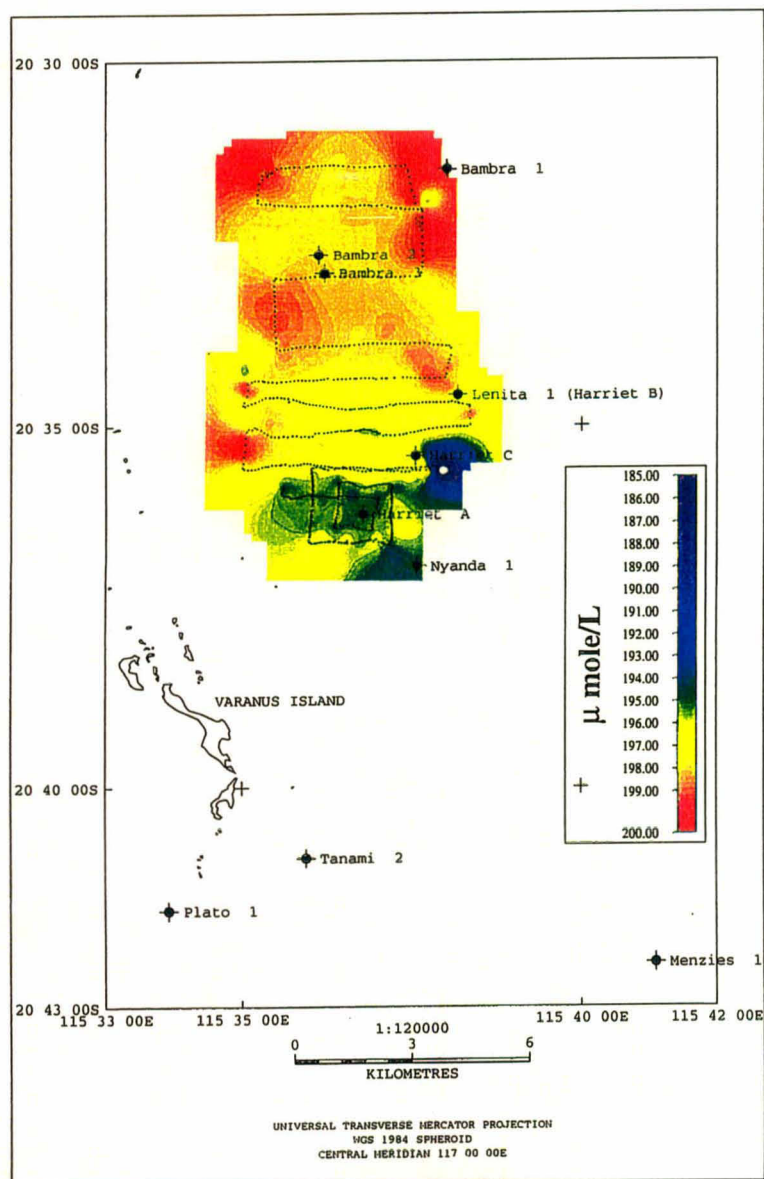 20 30 00S
Bambra 1
Bambra 2
Bambra 3
Lenita 1 (Harriet B)
20 35 00S
Harriet C
Harriet A
Nyanda 1
185.00
186.00
187.00
188.00
189.00
190.00
191.00
192.00
193.00
194.00
195.00
196.00
197.00
198.00
199.00
200.00
μ mole/L
VARANUS ISLAND
20 40 00S
Tanami 2
Plato 1
Menzies 1
20 43 00S
115 33 00E
115 35 00E
1:120000
115 40 00E
115 42 00E
0 3 6
KILOMETRES
UNIVERSAL TRANSVERSE MERCATOR PROJECTION
WGS 1984 SPHEROID
CENTRAL MERIDIAN 117 00 00E